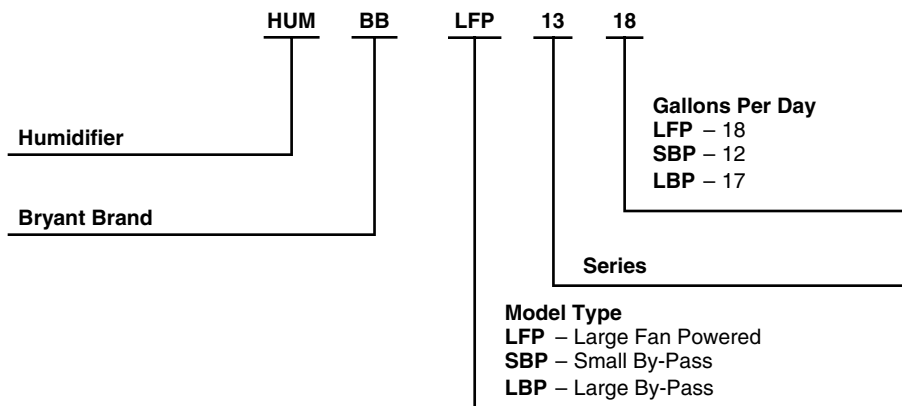 HUM BB LFP 13 18
Gallons Per Day
LFP – 18
SBP – 12
LBP – 17
Humidifier
Bryant Brand
Series
Model Type
LFP – Large Fan Powered
SBP – Small By-Pass
LBP – Large By-Pass